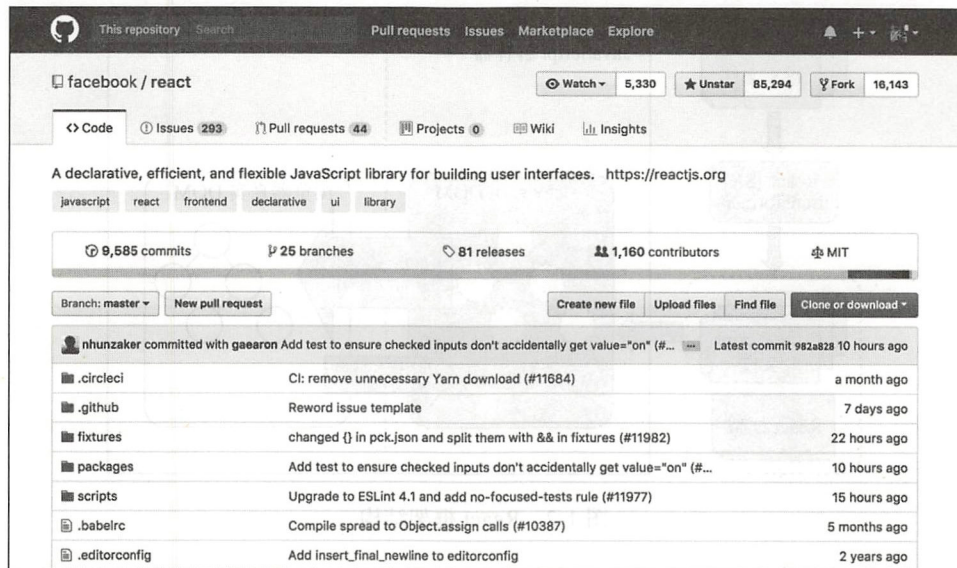 This repository Search Pull requests Issues Marketplace Explore
facebook / react Watch 5,330 Unstar 85,294 Fork 16,143
Code Issues 293 Pull requests 44 Projects 0 Wiki Insights
A declarative, efficient, and flexible JavaScript library for building user interfaces. https://reactjs.org
javascript react frontend declarative ui library
9,585 commits 25 branches 81 releases 1,160 contributors MIT
Branch: master New pull request Create new file Upload files Find file Clone or download
nhunzaker committed with gaearon Add test to ensure checked inputs don't accidentally get value="on" (#... ... Latest commit 982a828 10 hours ago
.circleci CI: remove unnecessary Yarn download (#11684) a month ago
.github Reword issue template 7 days ago
fixtures changed {} in pck.json and split them with && in fixtures (#11982) 22 hours ago
packages Add test to ensure checked inputs don't accidentally get value="on" (#... 10 hours ago
scripts Upgrade to ESLint 4.1 and add no-focused-tests rule (#11977) 15 hours ago
.babelrc Compile spread to Object.assign calls (#10387) 5 months ago
.editorconfig Add insert_final_newline to editorconfig 2 years ago